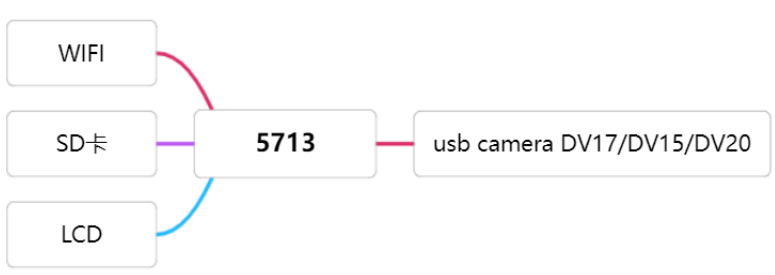 WIFI
SD卡
LCD
5713
usb camera DV17/DV15/DV20